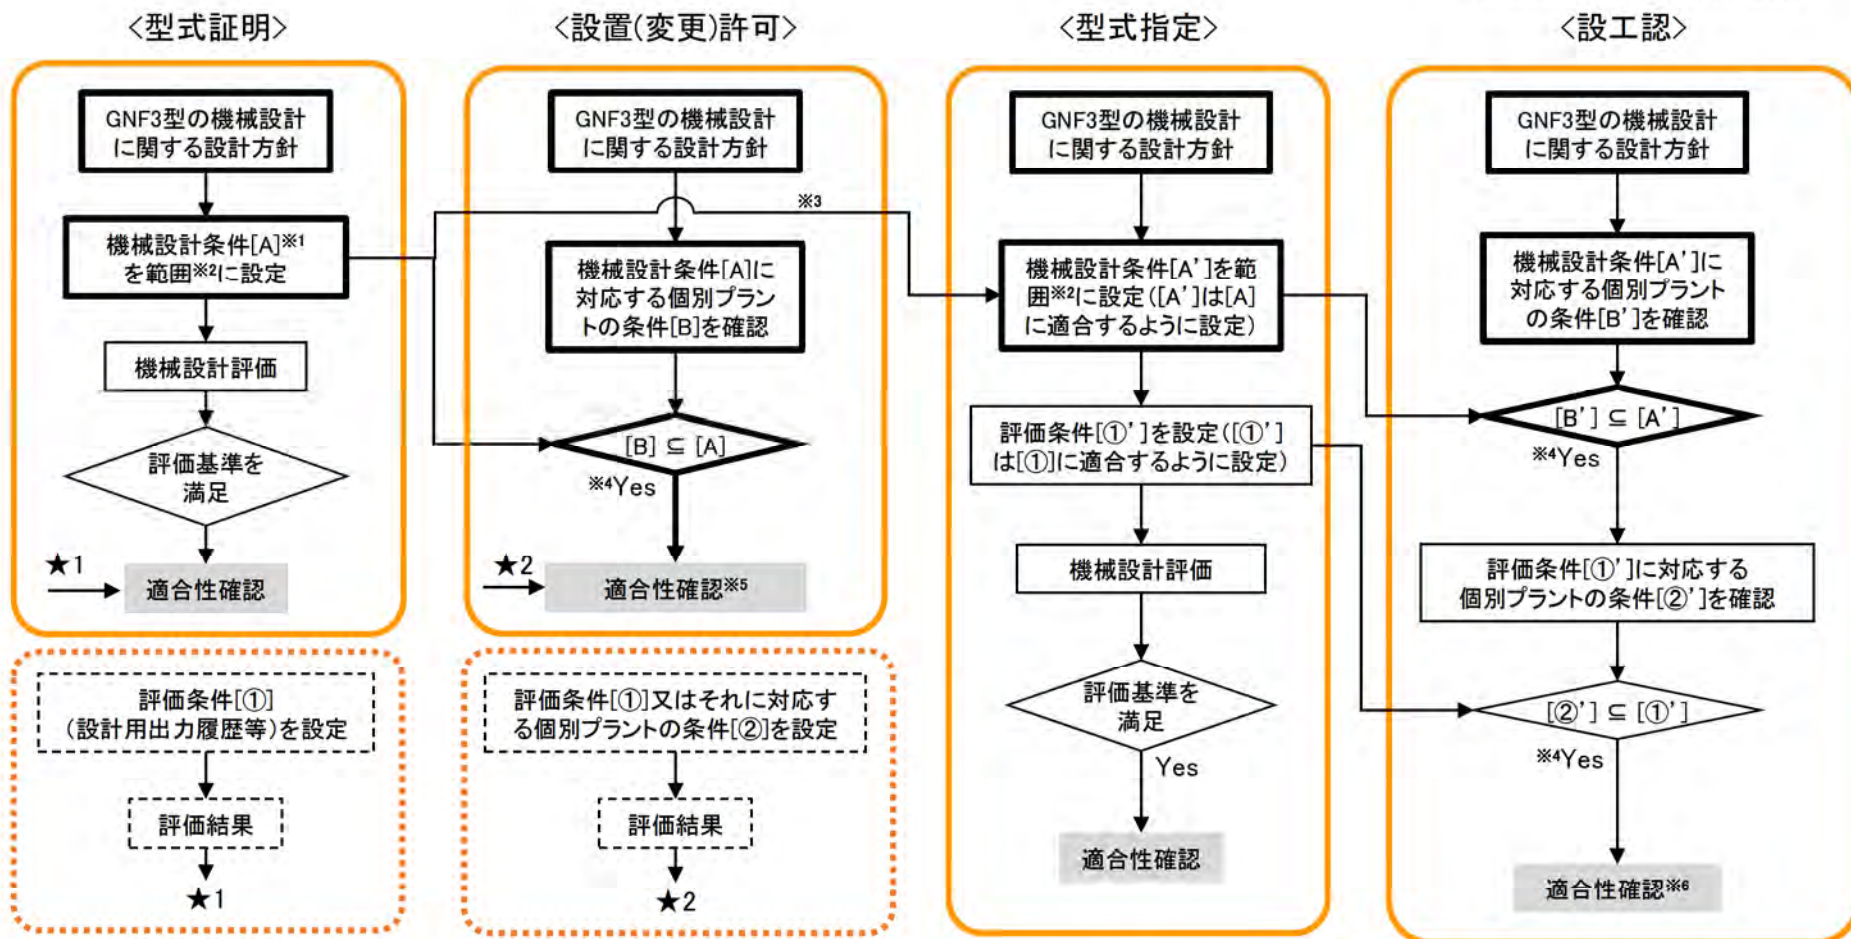 <型式証明>
GNF3型の機械設計
に関する設計方針
機械設計条件[A]※1
を範囲※2に設定
機械設計評価
評価基準を
満足
★1
適合性確認
評価条件[①]
(設計用出力履歴等)を設定
評価結果
★1
<設置(変更)許可>
GNF3型の機械設計
に関する設計方針
※3
機械設計条件[A]に
対応する個別プラン
トの条件[B]を確認
[B] ⊆ [A]
※4Yes
★2
適合性確認※5
評価条件[①]又はそれに対応す
る個別プラントの条件[②]を設定
評価結果
★2
<型式指定>
GNF3型の機械設計
に関する設計方針
機械設計条件[A']を範
囲※2に設定([A']は[A]
に適合するように設定)
評価条件[①']を設定([①']
は[①]に適合するように設定)
機械設計評価
評価基準を
満足
Yes
適合性確認
<設工認>
GNF3型の機械設計
に関する設計方針
機械設計条件[A']に
対応する個別プラント
の条件[B']を確認
[B'] ⊆ [A']
※4Yes
評価条件[①']に対応する
個別プラントの条件[②']を確認
[②'] ⊆ [①']
※4Yes
適合性確認※6